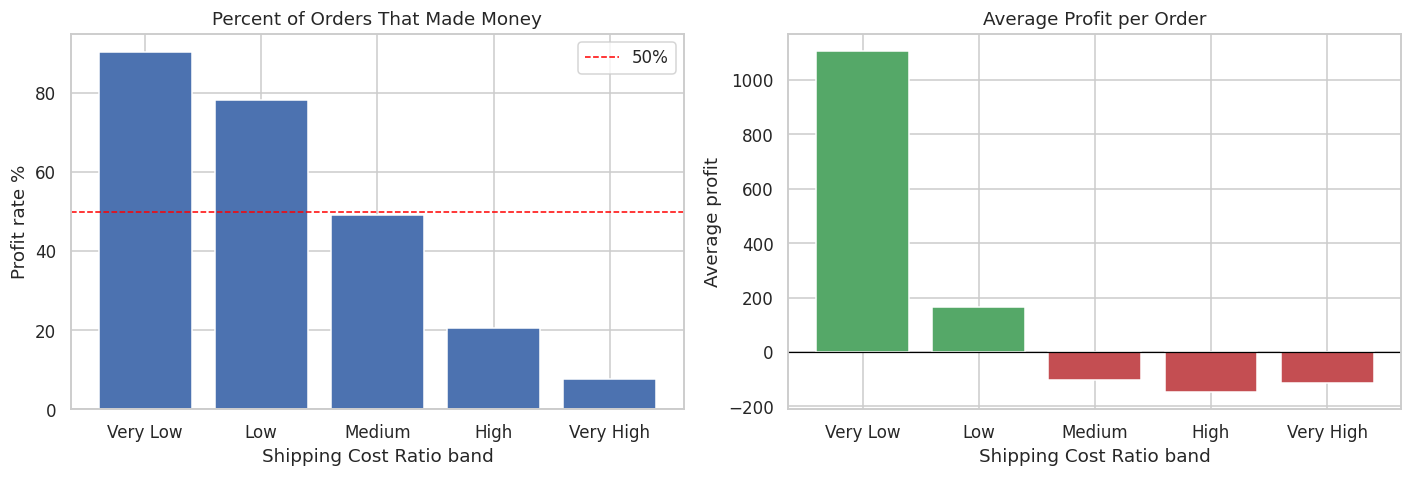 Percent of Orders That Made Money
50%
Profit rate %
80
60
40
20
0
Very Low Low Medium High Very High
Shipping Cost Ratio band
Average Profit per Order
Average profit
1000
800
600
400
200
0
−200
Very Low Low Medium High Very High
Shipping Cost Ratio band